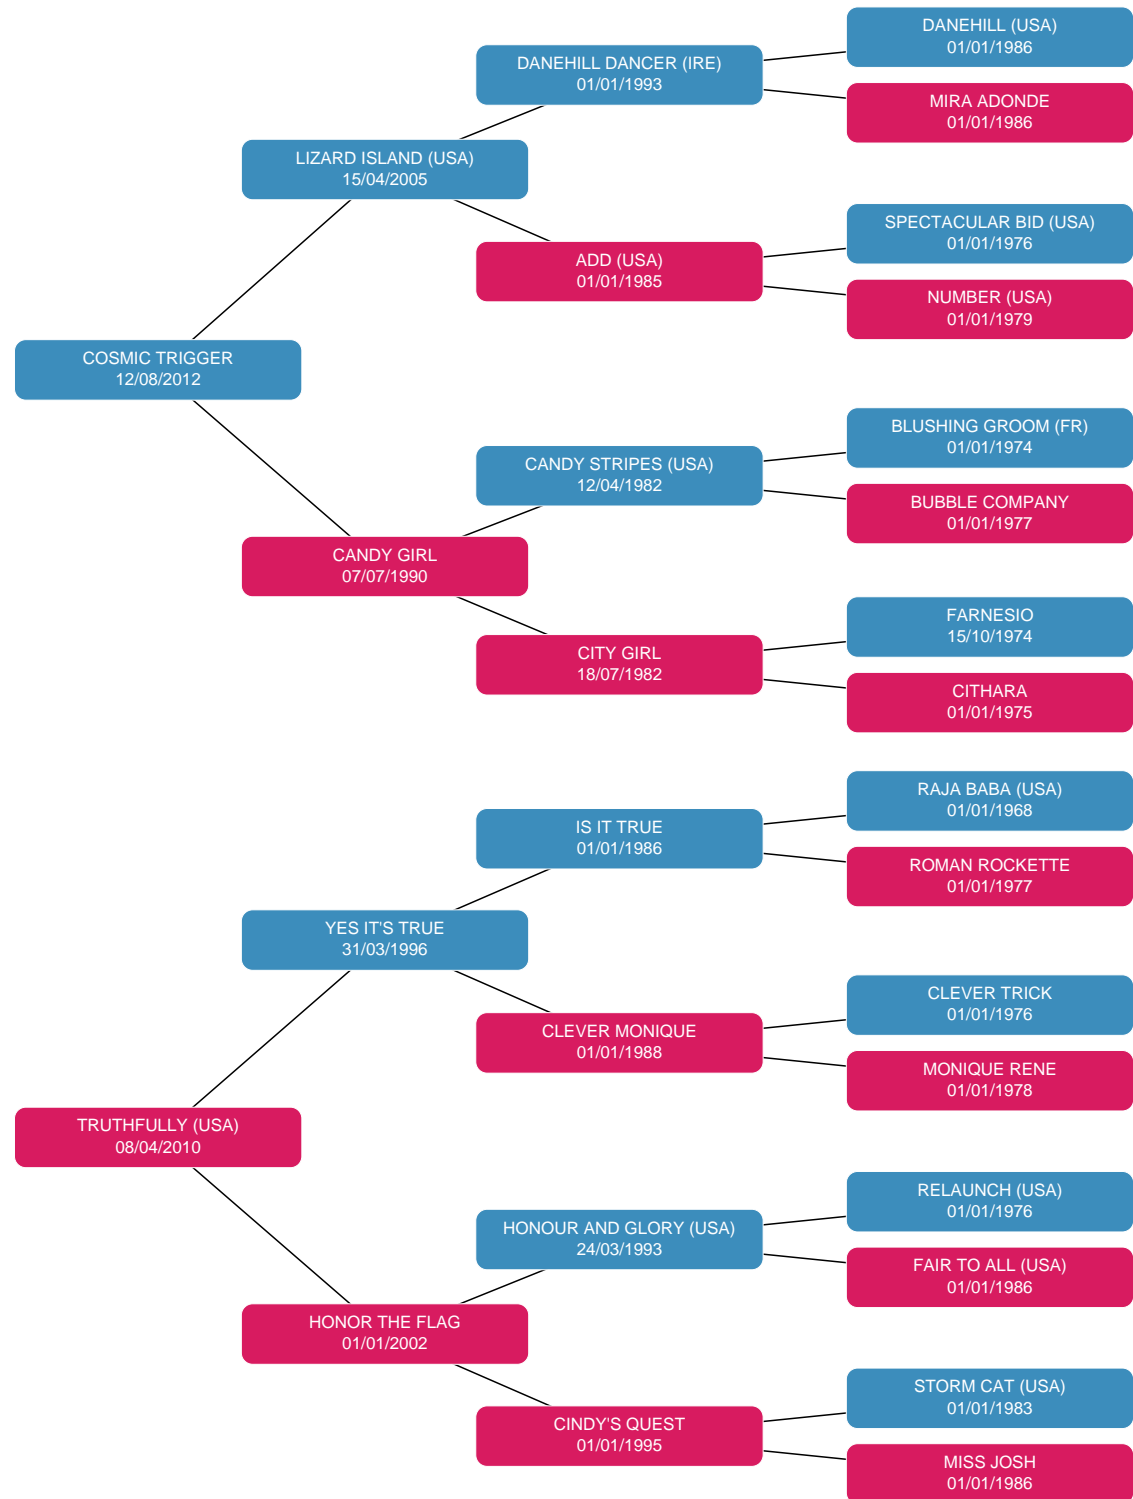 DANEHILL (USA)
01/01/1986
DANEHILL DANCER (IRE)
01/01/1993
MIRA ADONDE
01/01/1986
LIZARD ISLAND (USA)
15/04/2005
SPECTACULAR BID (USA)
01/01/1976
ADD (USA)
01/01/1985
NUMBER (USA)
01/01/1979
COSMIC TRIGGER
12/08/2012
BLUSHING GROOM (FR)
01/01/1974
CANDY STRIPES (USA)
12/04/1982
BUBBLE COMPANY
01/01/1977
CANDY GIRL
07/07/1990
FARNESIO
15/10/1974
CITY GIRL
18/07/1982
CITHARA
01/01/1975
RAJA BABA (USA)
01/01/1968
IS IT TRUE
01/01/1986
ROMAN ROCKETTE
01/01/1977
YES IT'S TRUE
31/03/1996
CLEVER TRICK
01/01/1976
CLEVER MONIQUE
01/01/1988
MONIQUE RENE
01/01/1978
TRUTHFULLY (USA)
08/04/2010
RELAUNCH (USA)
01/01/1976
HONOUR AND GLORY (USA)
24/03/1993
FAIR TO ALL (USA)
01/01/1986
HONOR THE FLAG
01/01/2002
STORM CAT (USA)
01/01/1983
CINDY'S QUEST
01/01/1995
MISS JOSH
01/01/1986